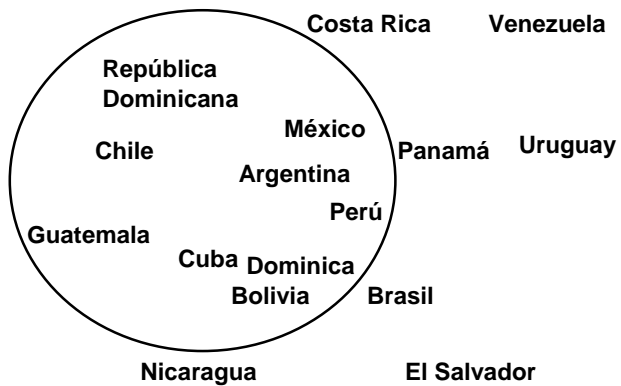 Costa Rica
Venezuela
República
Dominicana
México
Chile
Panamá
Uruguay
Argentina
Perú
Guatemala
Cuba
Dominica
Bolivia
Brasil
Nicaragua
El Salvador